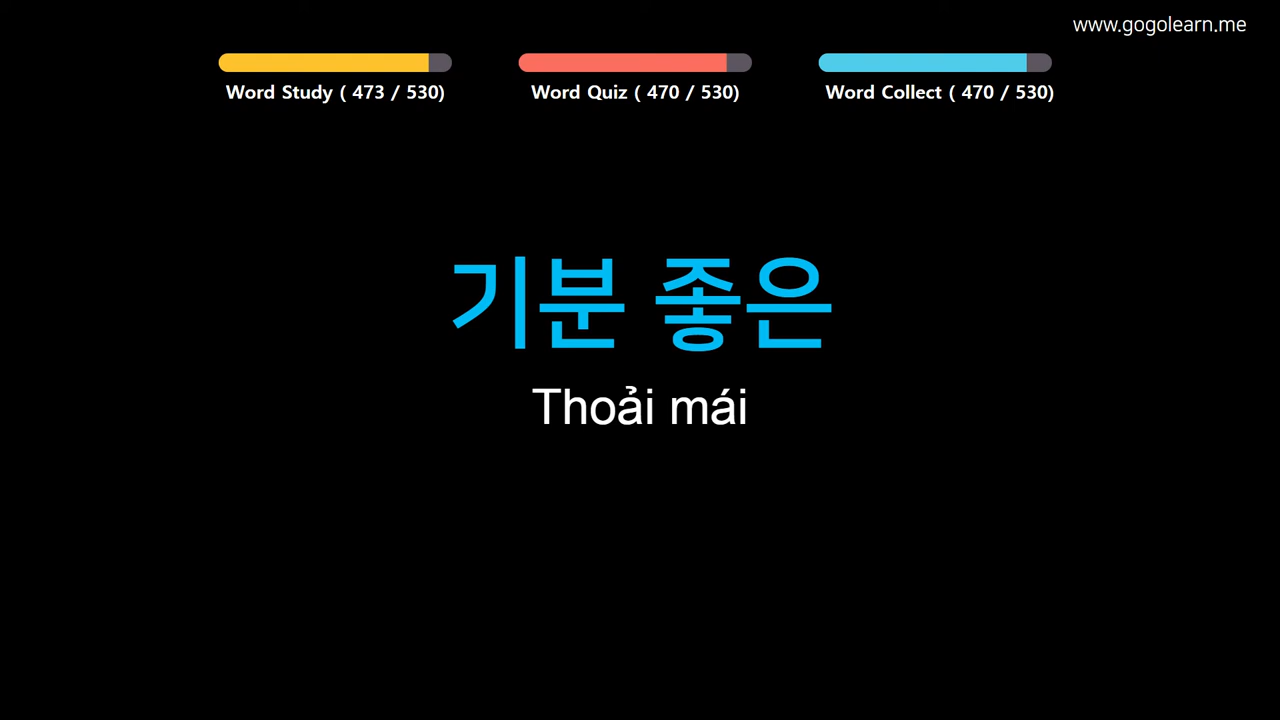 www.gogolearn.me
Word Study ( 473 / 530)
Word Quiz ( 470 / 530)
Word Collect ( 470 / 530)
기분 좋은
Thoải mái